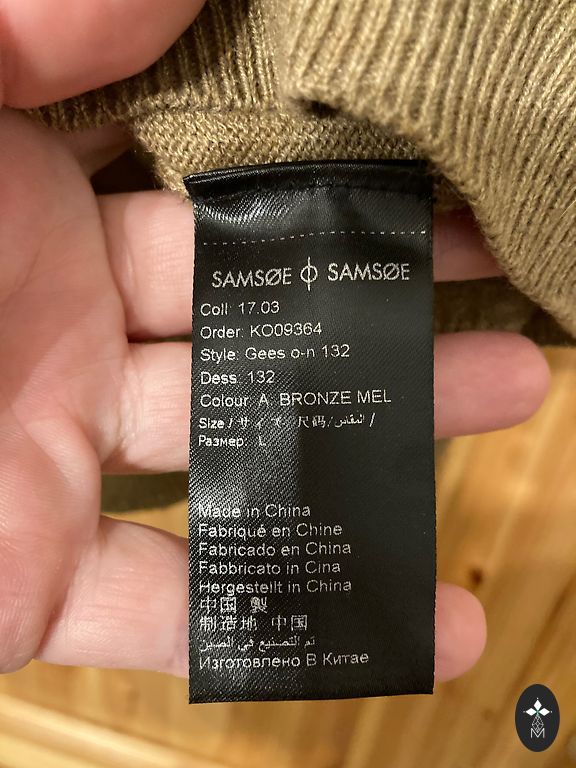 SAMSØE ϕ SAMSØE
Coll: 17.03
Order: KO09364
Style: Gees o-n 132
Dess: 132
Colour: A. BRONZE MEL
Size / サイズ / 尺码 / المقاس /
Размер: L
Made in China
Fabriqué en Chine
Fabricado en China
Fabbricato in Cina
Hergestellt in China
中国 製
制造地 中国
تم التصنيع في الصين
Изготовлено В Китае
M